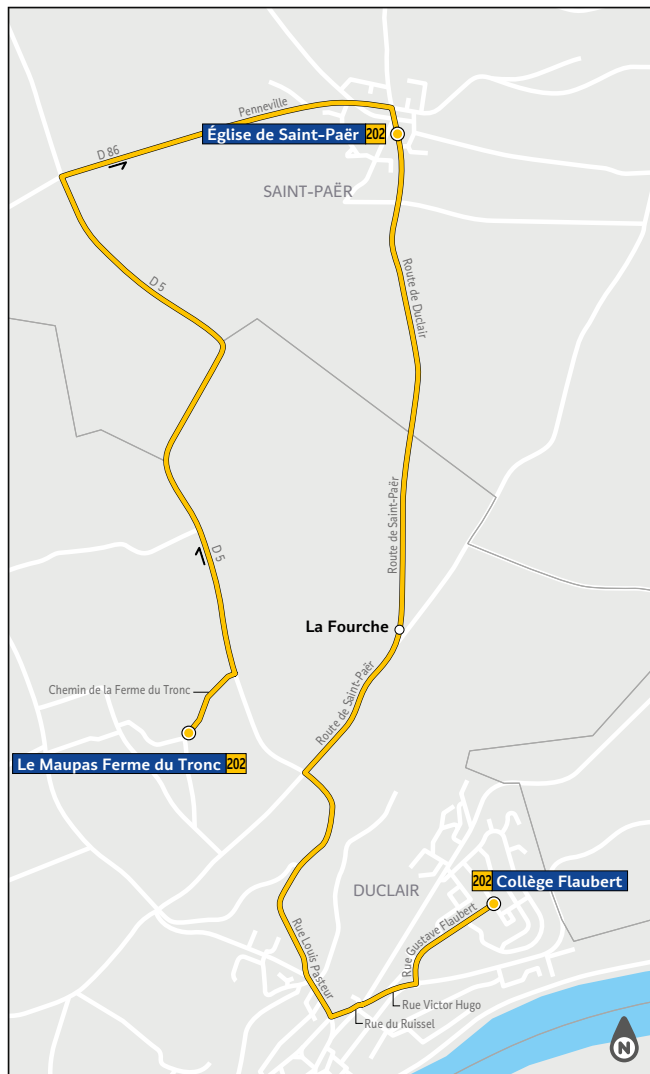 Penneville
Église de Saint-Paër 202
D 86
SAINT-PAËR
D 5
Route de Duclair
Route de Saint-Paër
D 5
La Fourche
Route de Saint-Paër
Chemin de la Ferme du Tronc
Le Maupas Ferme du Tronc 202
202 Collège Flaubert
DUCLAIR
Rue Gustave Flaubert
Rue Louis Pasteur
Rue Victor Hugo
Rue du Ruissel
N